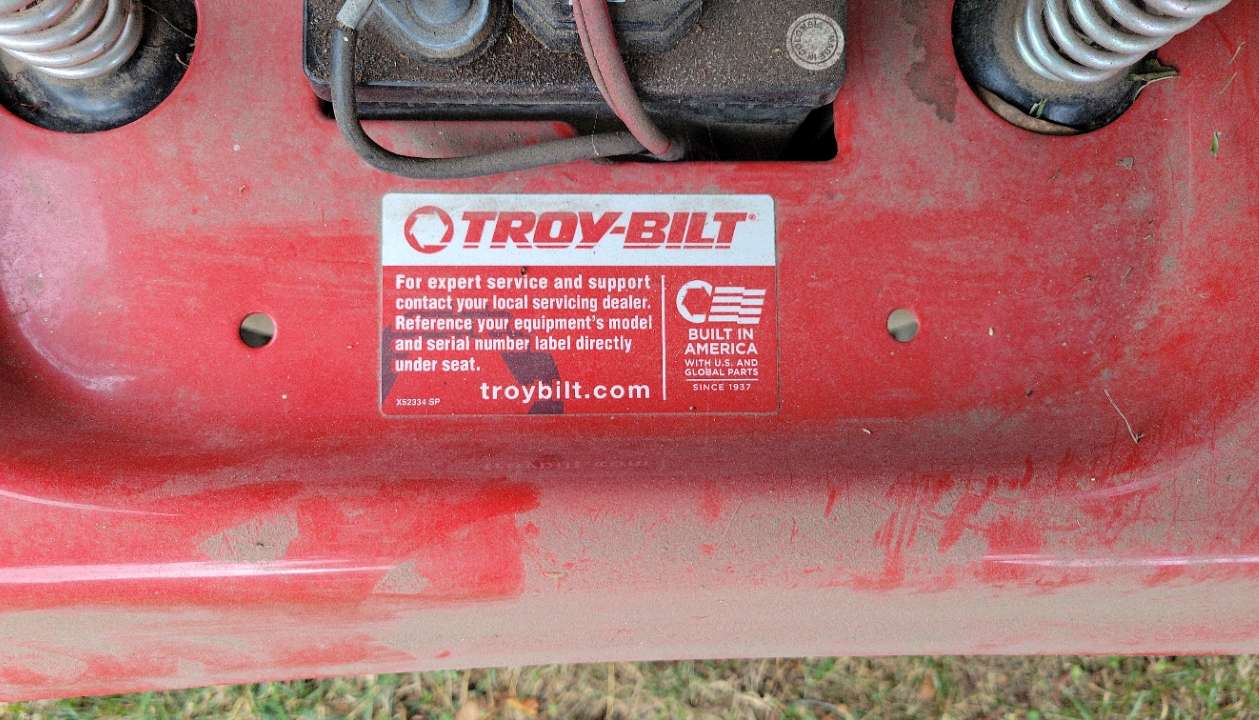 TROY-BILT®
For expert service and support
contact your local servicing dealer.
Reference your equipment's model
and serial number label directly
under seat.
troybilt.com
X52334 SP
BUILT IN
AMERICA
WITH U.S. AND
GLOBAL PARTS
SINCE 1937